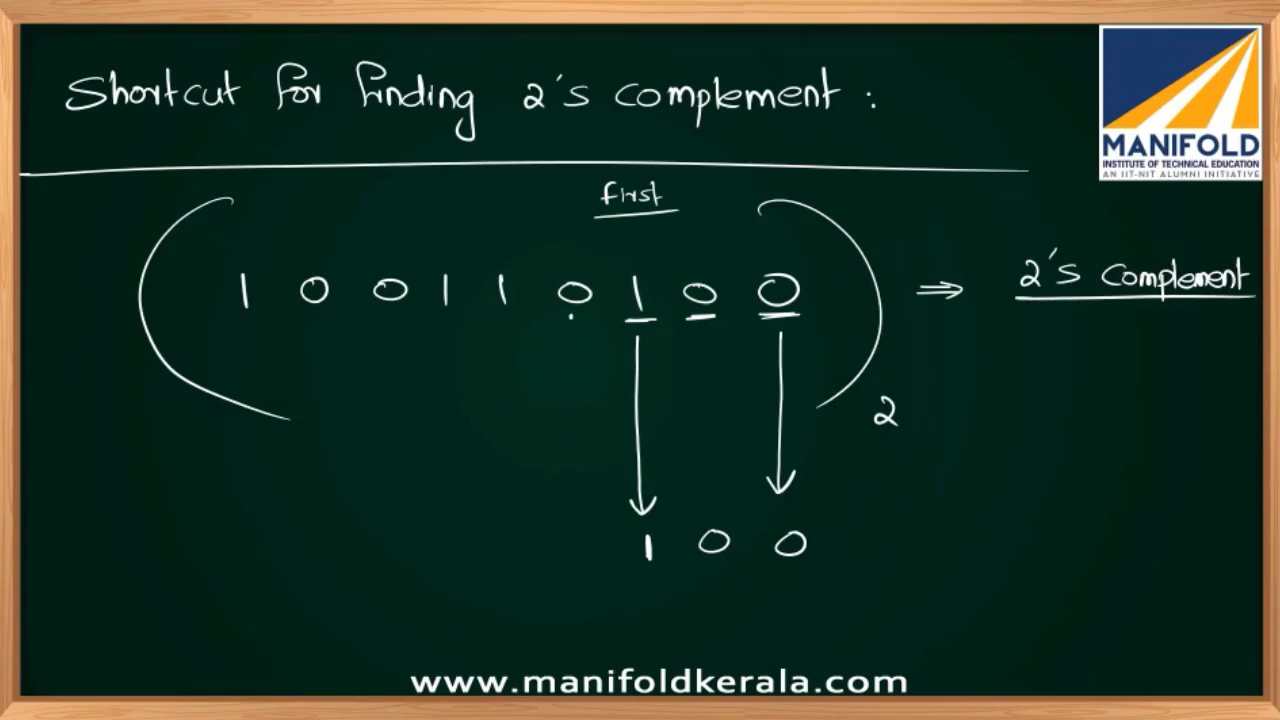 Shortcut for finding 2's complement :
MANIFOLD
INSTITUTE OF TECHNICAL EDUCATION
AN IIT-NIT ALUMNI INITIATIVE
first
( 1 0 0 1 1 0 1 0 0 )2 ⇒ 2's complement
1 0 0
www.manifoldkerala.com